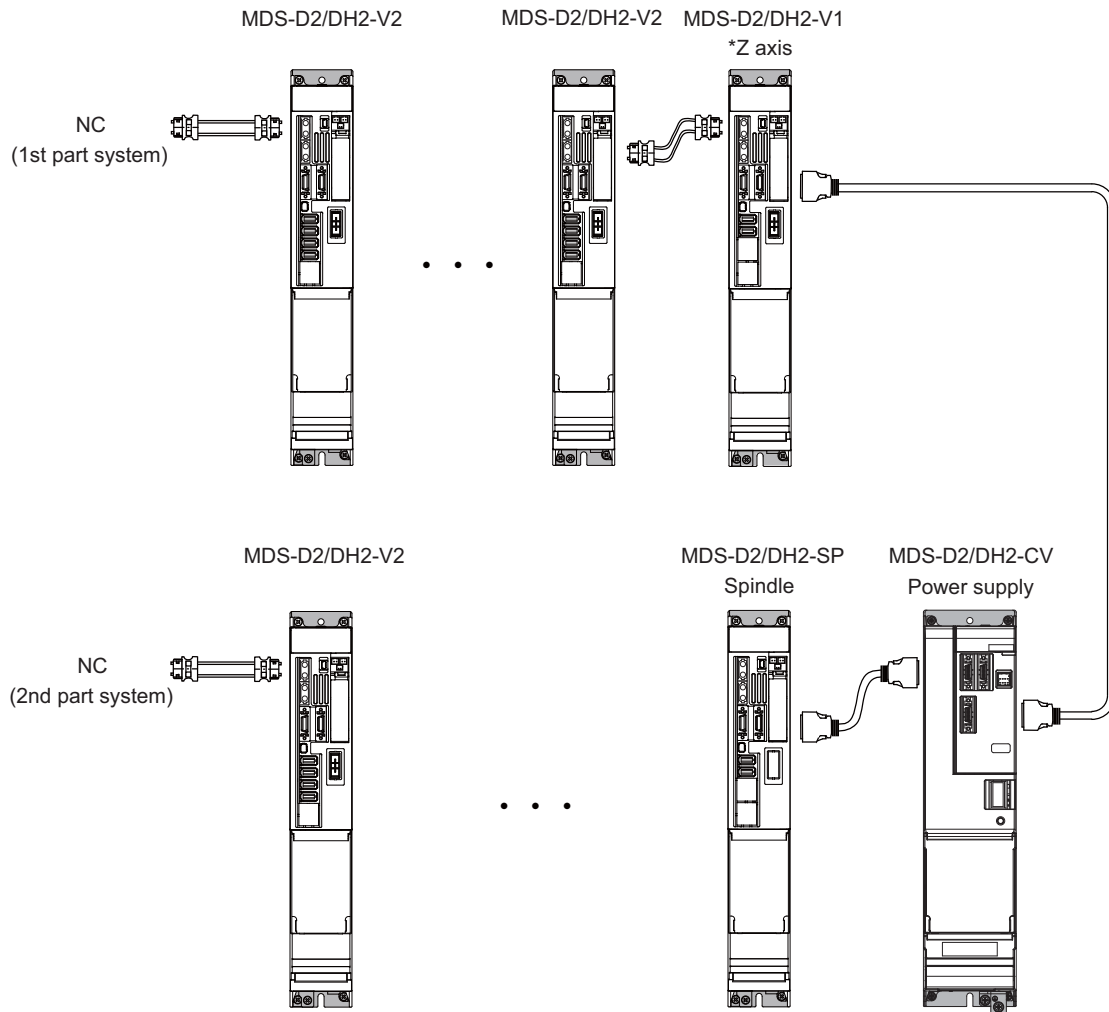 MDS-D2/DH2-V2
MDS-D2/DH2-V2
MDS-D2/DH2-V1
*Z axis
NC
(1st part system)
MDS-D2/DH2-V2
MDS-D2/DH2-SP
Spindle
MDS-D2/DH2-CV
Power supply
NC
(2nd part system)